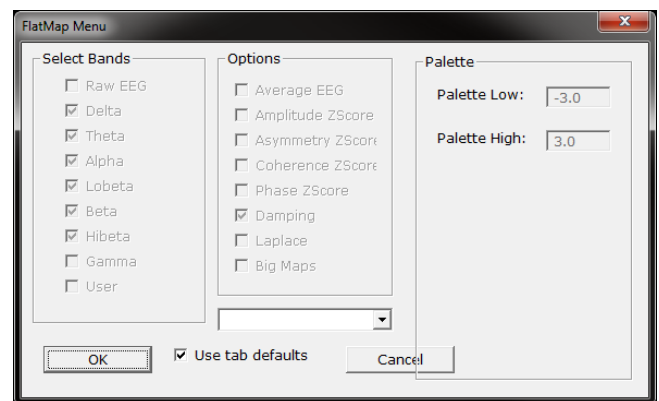 FlatMap Menu
Select Bands
Raw EEG
Delta
Theta
Alpha
Lobeta
Beta
Hibeta
Gamma
User
Options
Average EEG
Amplitude ZScore
Asymmetry ZScore
Coherence ZScore
Phase ZScore
Damping
Laplace
Big Maps
Palette
Palette Low: -3.0
Palette High: 3.0
OK
Use tab defaults
Cancel